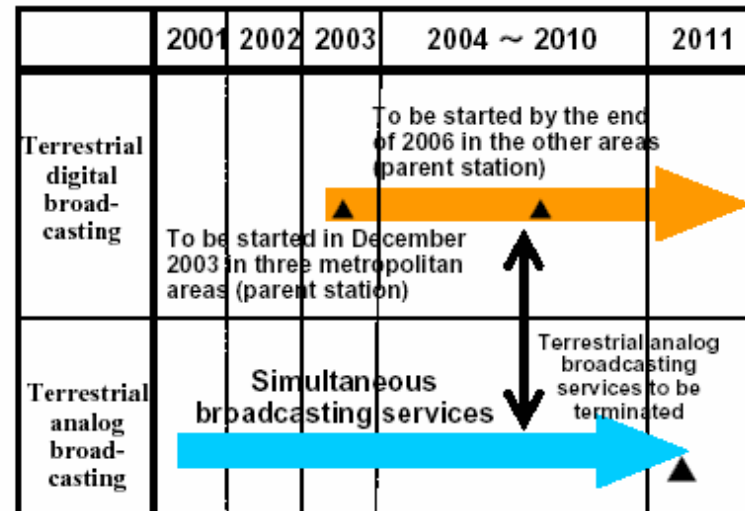 2001 2002 2003 2004 ～ 2010 2011
Terrestrial
digital
broad-
casting
To be started by the end
of 2006 in the other areas
(parent station)
To be started in December
2003 in three metropolitan
areas (parent station)
Terrestrial
analog
broad-
casting
Simultaneous
broadcasting services
Terrestrial analog
broadcasting
services to be
terminated